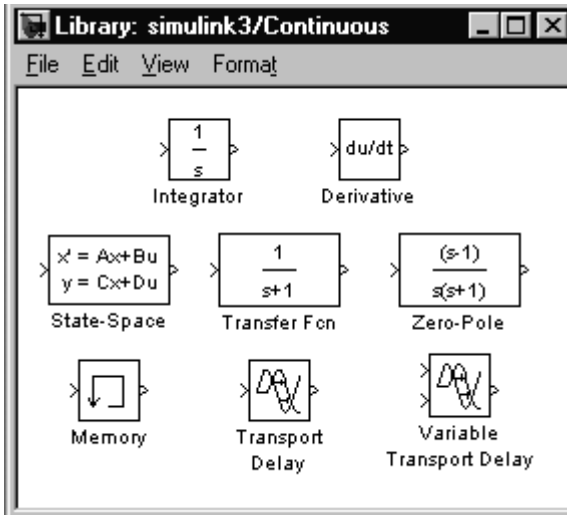 Library: simulink3/Continuous
File Edit View Format
1
s
du/dt
Integrator
Derivative
x' = Ax+Bu
y = Cx+Du
1
s+1
(s-1)
s(s+1)
State-Space
Transfer Fcn
Zero-Pole
Memory
Transport
Delay
Variable
Transport Delay